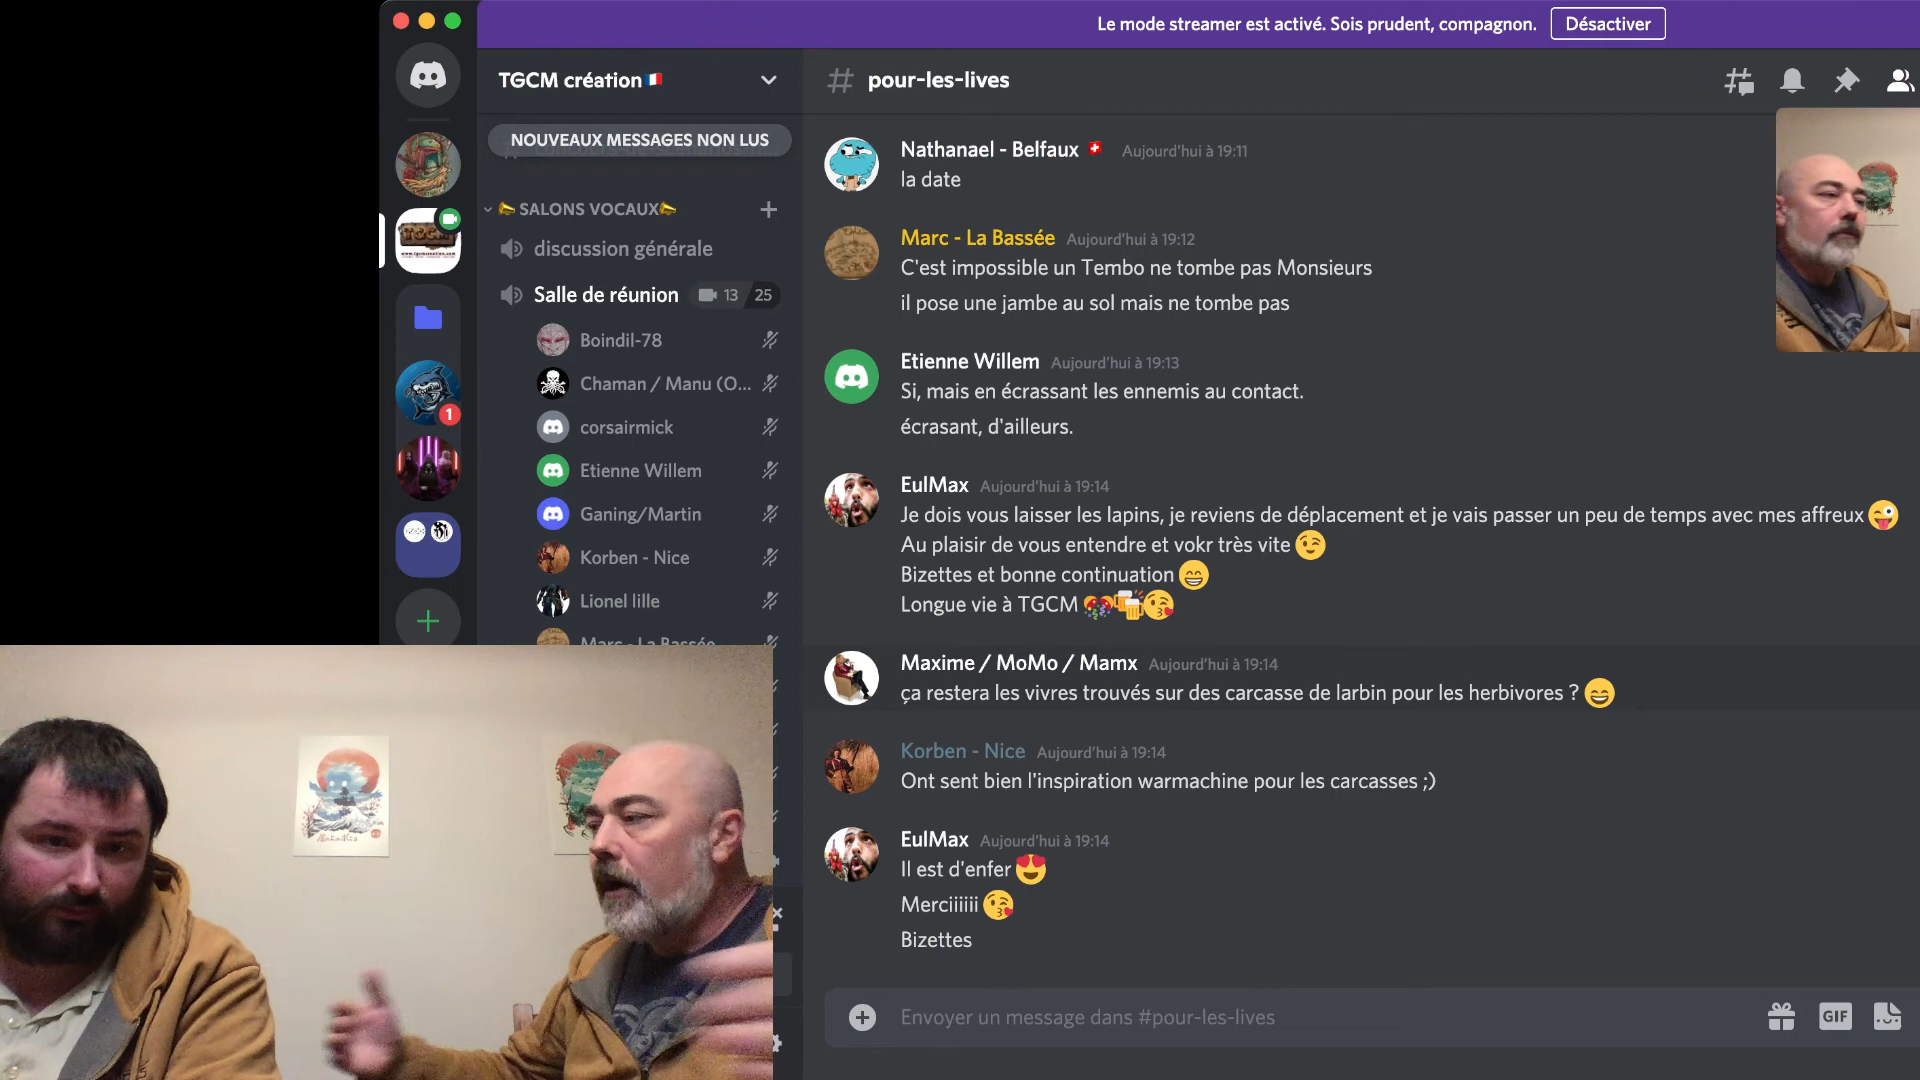 Le mode streamer est activé. Sois prudent, compagnon.
Désactiver
TGCM création
pour-les-lives
NOUVEAUX MESSAGES NON LUS
SALONS VOCAUX
discussion générale
Salle de réunion 13 / 25
Boindil-78
Chaman / Manu (O...
corsairmick
Etienne Willem
Ganing/Martin
Korben - Nice
Lionel lille
Marc - La Bassée
1
TGCM
www.tgcmcreation.com
Nathanael - Belfaux Aujourd'hui à 19:11
la date
Marc - La Bassée Aujourd'hui à 19:12
C'est impossible un Tembo ne tombe pas Monsieurs
il pose une jambe au sol mais ne tombe pas
Etienne Willem Aujourd'hui à 19:13
Si, mais en écrassant les ennemis au contact.
écrasant, d'ailleurs.
EulMax Aujourd'hui à 19:14
Je dois vous laisser les lapins, je reviens de déplacement et je vais passer un peu de temps avec mes affreux 😜
Au plaisir de vous entendre et vokr très vite 😉
Bizettes et bonne continuation 😁
Longue vie à TGCM 🎊🍻😘
Maxime / MoMo / Mamx Aujourd'hui à 19:14
ça restera les vivres trouvés sur des carcasse de larbin pour les herbivores ? 😄
Korben - Nice Aujourd'hui à 19:14
Ont sent bien l'inspiration warmachine pour les carcasses ;)
EulMax Aujourd'hui à 19:14
Il est d'enfer 😍
Merciiiiii 😘
Bizettes
Envoyer un message dans #pour-les-lives
GIF